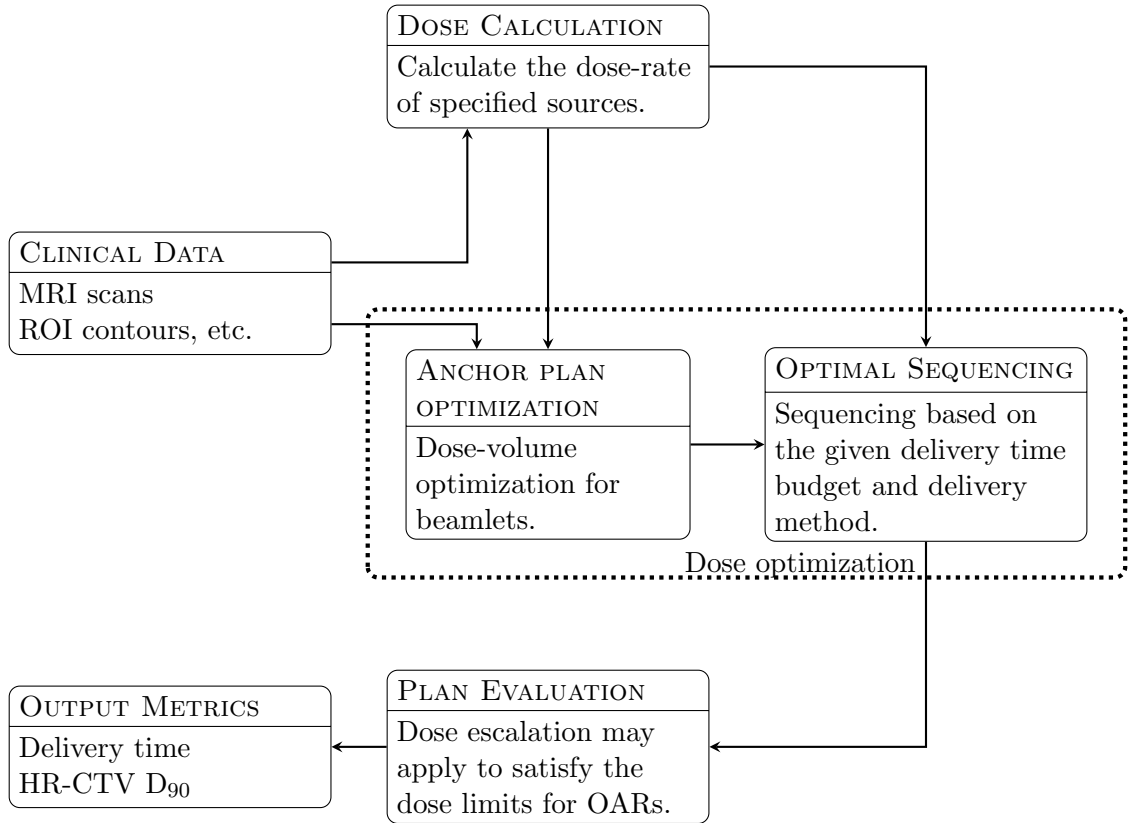 DOSE CALCULATION
Calculate the dose-rate
of specified sources.
CLINICAL DATA
MRI scans
ROI contours, etc.
ANCHOR PLAN
OPTIMIZATION
Dose-volume
optimization for
beamlets.
OPTIMAL SEQUENCING
Sequencing based on
the given delivery time
budget and delivery
method.
Dose optimization
OUTPUT METRICS
Delivery time
HR-CTV D₉₀
PLAN EVALUATION
Dose escalation may
apply to satisfy the
dose limits for OARs.